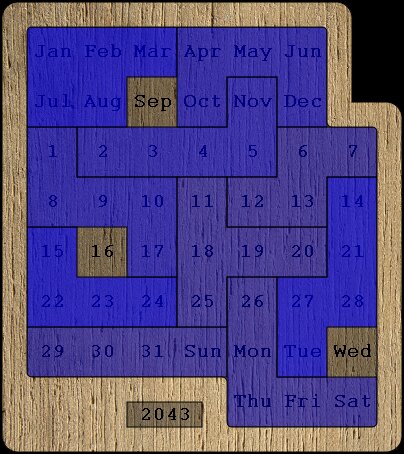 Jan Feb Mar Apr May Jun
Jul Aug Sep Oct Nov Dec
1 2 3 4 5 6 7
8 9 10 11 12 13 14
15 16 17 18 19 20 21
22 23 24 25 26 27 28
29 30 31 Sun Mon Tue Wed
Thu Fri Sat
2043